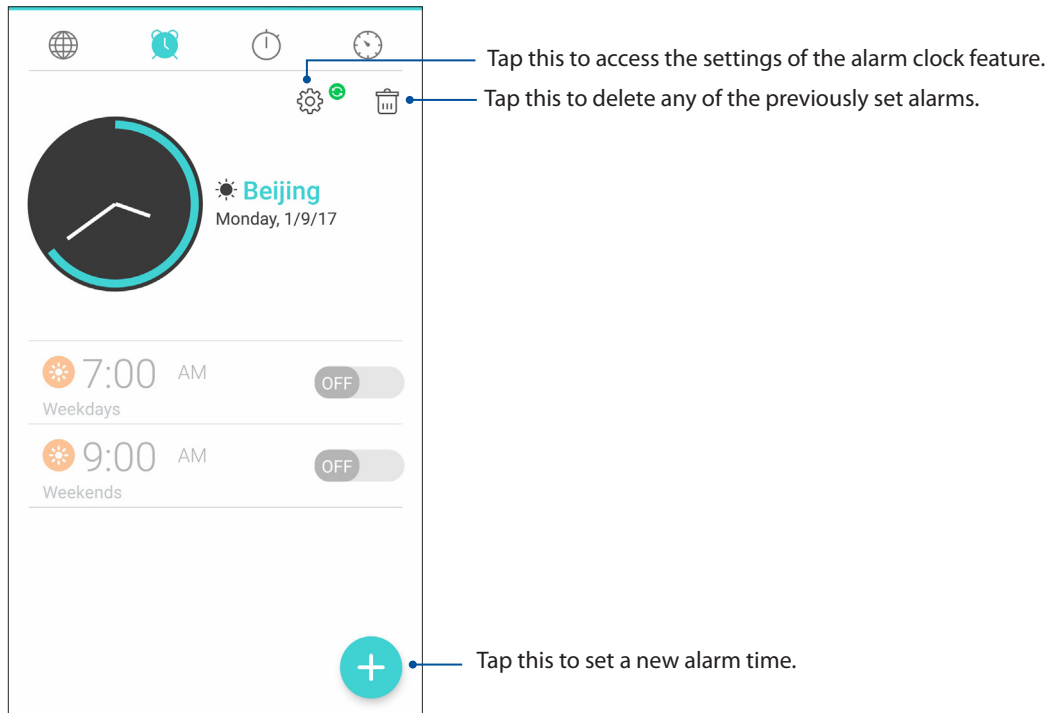 Tap this to access the settings of the alarm clock feature.
Tap this to delete any of the previously set alarms.
Beijing
Monday, 1/9/17
7:00 AM
OFF
Weekdays
9:00 AM
OFF
Weekends
Tap this to set a new alarm time.